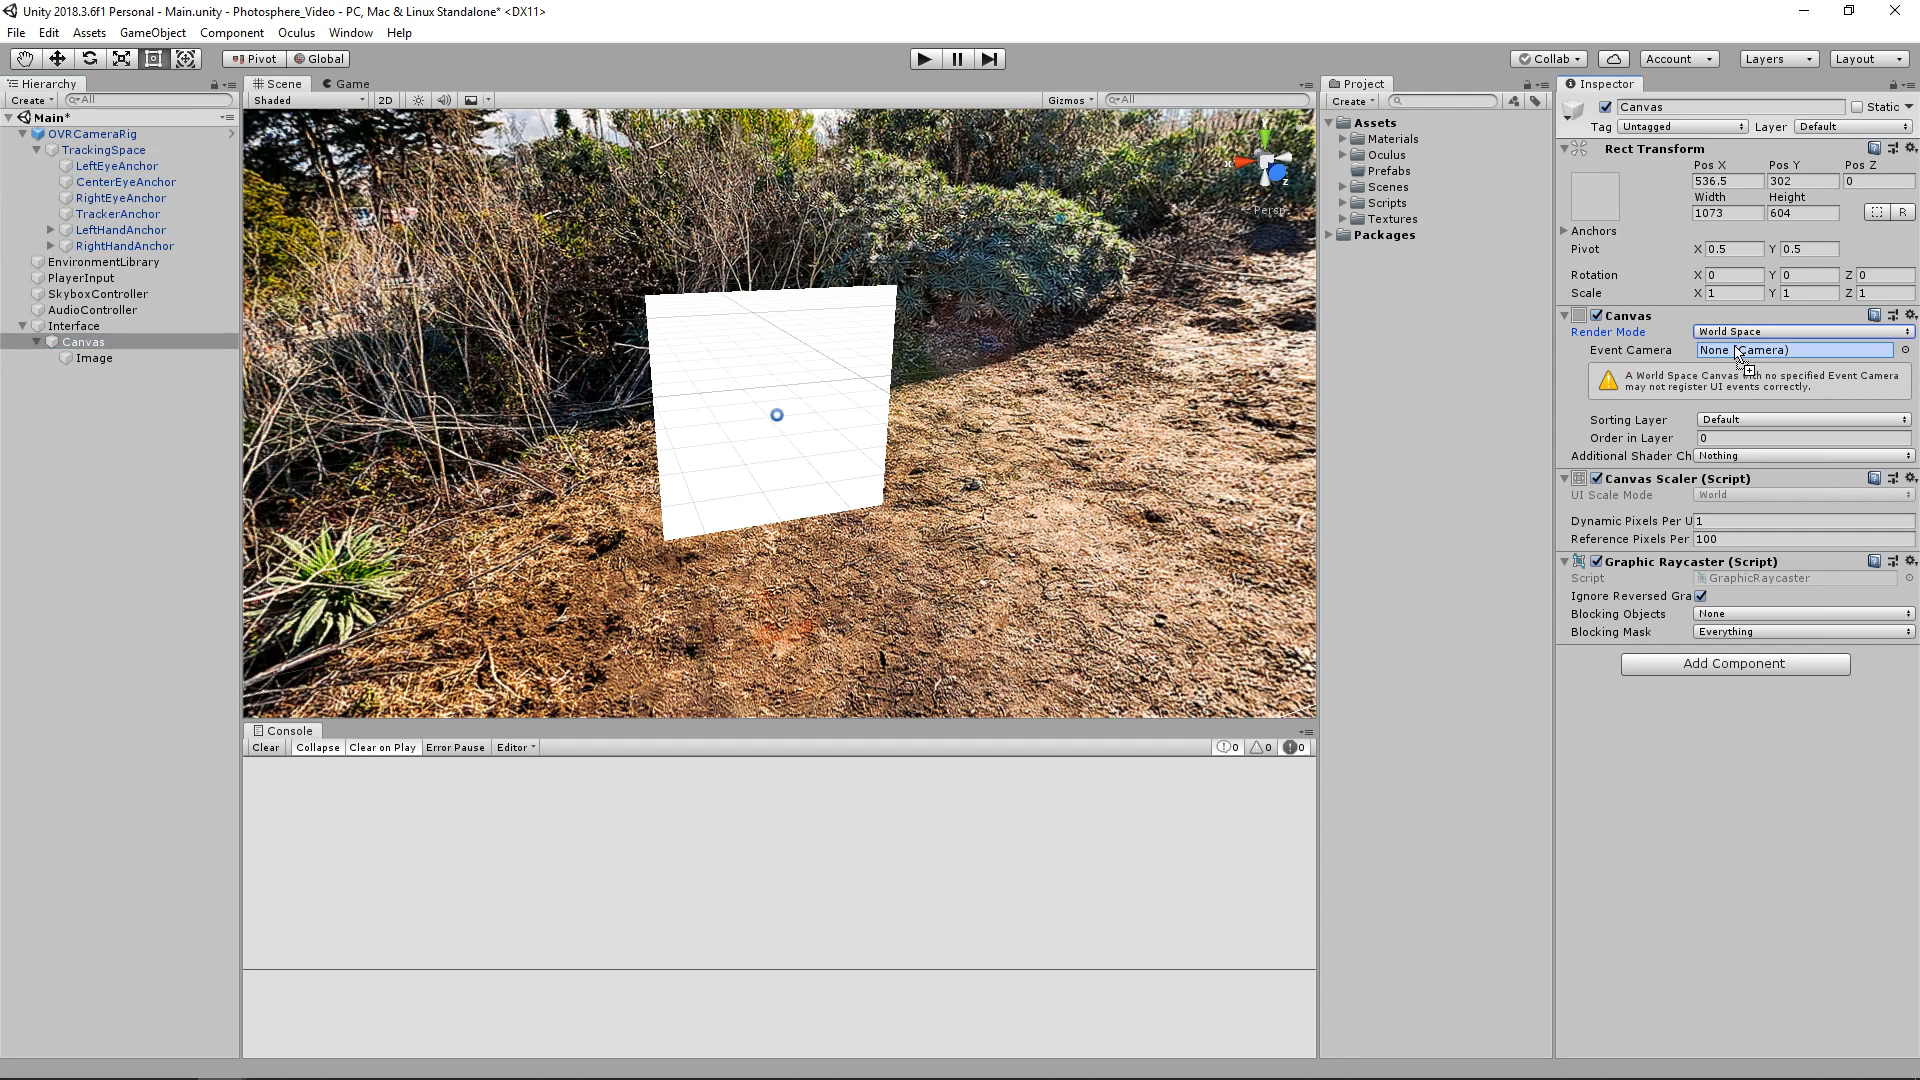 Unity 2018.3.6f1 Personal - Main.unity - Photosphere_Video - PC, Mac & Linux Standalone* <DX11>
File Edit Assets GameObject Component Oculus Window Help
Pivot Global Collab Account Layers Layout
Hierarchy
Create All
Main*
OVRCameraRig
TrackingSpace
LeftEyeAnchor
CenterEyeAnchor
RightEyeAnchor
TrackerAnchor
LeftHandAnchor
RightHandAnchor
EnvironmentLibrary
PlayerInput
SkyboxController
AudioController
Interface
Canvas
Image
Scene Game
Shaded 2D Gizmos All
Y
X
Z
Persp
Console
Clear Collapse Clear on Play Error Pause Editor 0 0 0
Project
Create
Assets
Materials
Oculus
Prefabs
Scenes
Scripts
Textures
Packages
Inspector
Canvas Static
Tag Untagged Layer Default
Rect Transform
Pos X Pos Y Pos Z
536.5 302 0
Width Height
1073 604 R
Anchors
Pivot X 0.5 Y 0.5
Rotation X 0 Y 0 Z 0
Scale X 1 Y 1 Z 1
Canvas
Render Mode World Space
Event Camera None (Camera)
A World Space Canvas with no specified Event Camera
may not register UI events correctly.
Sorting Layer Default
Order in Layer 0
Additional Shader Ch Nothing
Canvas Scaler (Script)
UI Scale Mode World
Dynamic Pixels Per U 1
Reference Pixels Per 100
Graphic Raycaster (Script)
Script GraphicRaycaster
Ignore Reversed Gra
Blocking Objects None
Blocking Mask Everything
Add Component